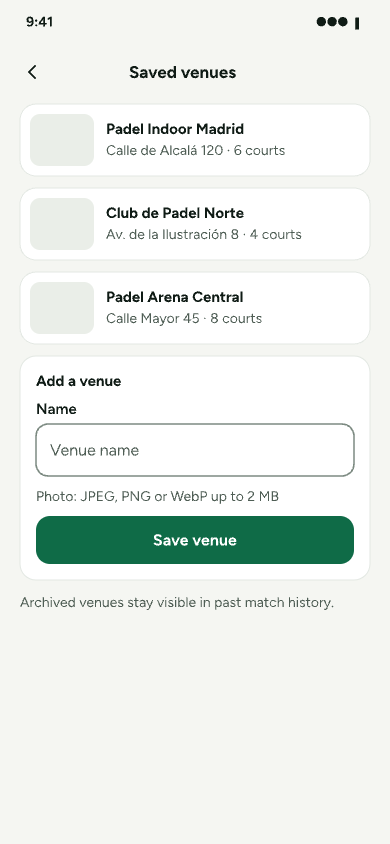 9:41
Saved venues
Padel Indoor Madrid
Calle de Alcalá 120 · 6 courts
Club de Padel Norte
Av. de la Ilustración 8 · 4 courts
Padel Arena Central
Calle Mayor 45 · 8 courts
Add a venue
Name
Venue name
Photo: JPEG, PNG or WebP up to 2 MB
Save venue
Archived venues stay visible in past match history.